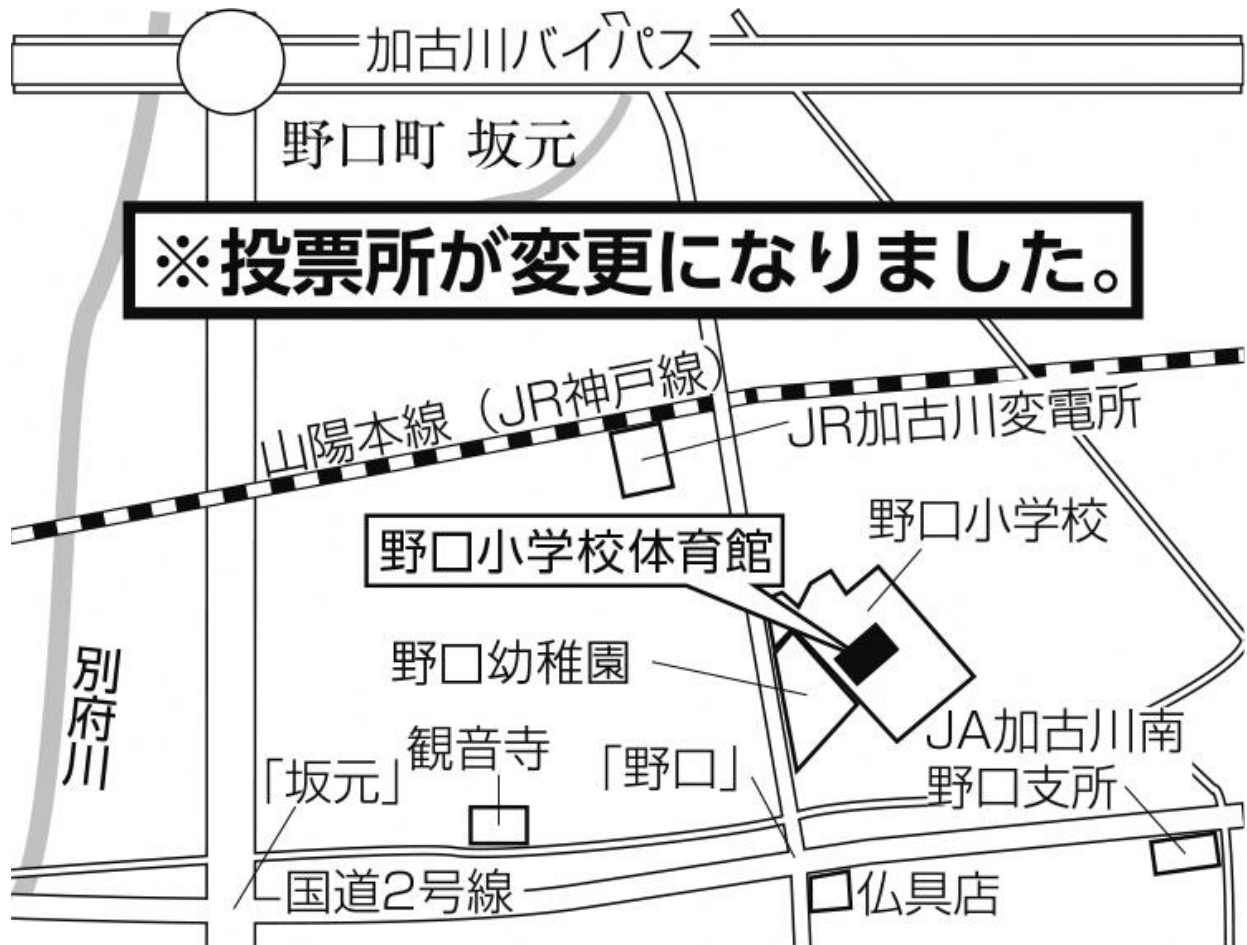 加古川バイパス
野口町 坂元
※投票所が変更になりました。
山陽本線（JR神戸線）
JR加古川変電所
野口小学校
野口小学校体育館
野口幼稚園
別府川
観音寺
「坂元」
「野口」
JA加古川南
野口支所
国道2号線
仏具店